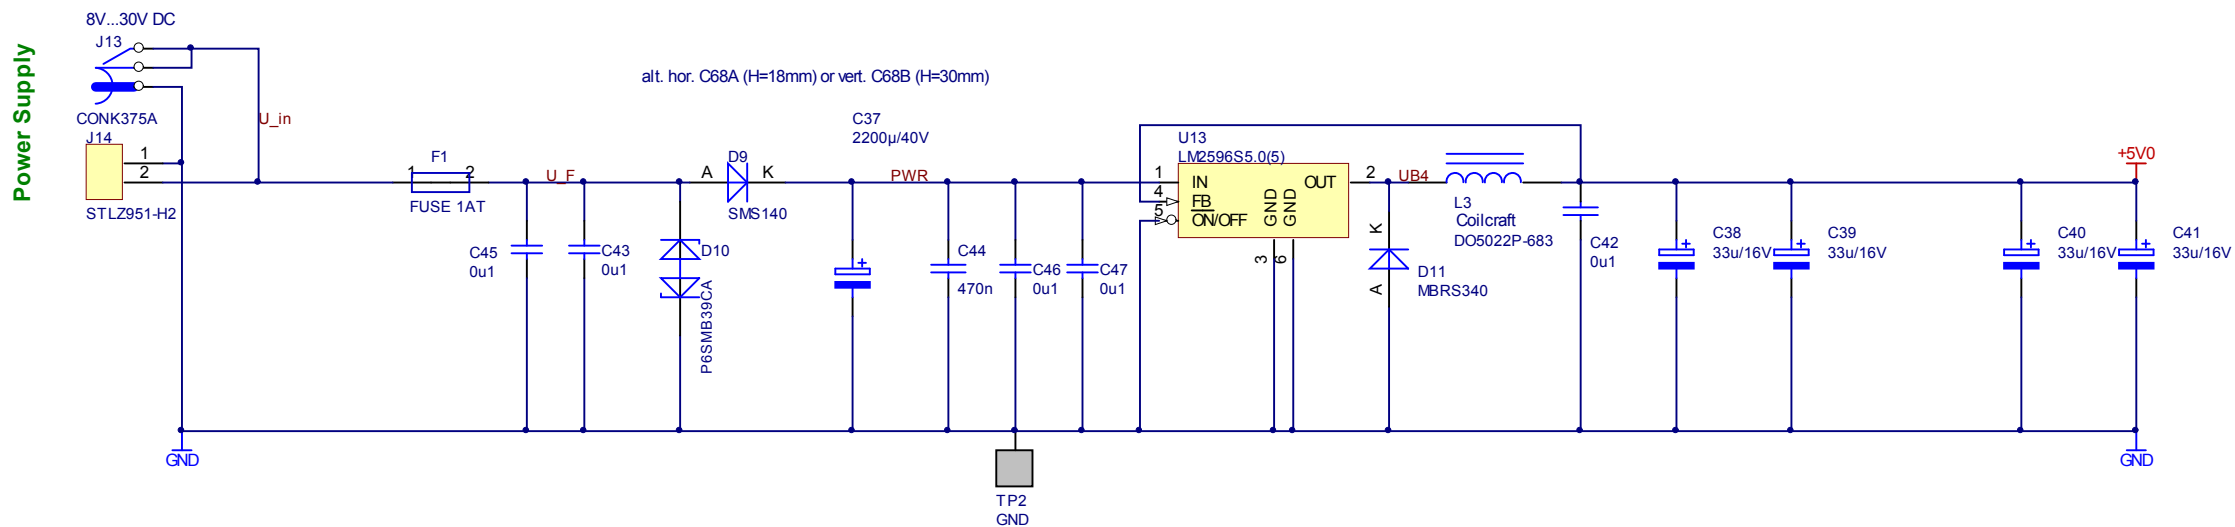 Power Supply
8V...30V DC
J13
CONK375A
J14
1
2
STLZ951-H2
U_in
GND
F1
1
2
FUSE 1AT
U_F
C45
0u1
C43
0u1
D10
P6SMB39CA
A
D9
K
SMS140
alt. hor. C68A (H=18mm) or vert. C68B (H=30mm)
C37
2200µ/40V
PWR
C44
470n
C46
0u1
C47
0u1
TP2
GND
U13
LM2596S5.0(5)
1
4
5
IN
FB
ON/OFF
GND
GND
OUT
2
3
6
UB4
K
A
D11
MBRS340
L3
Coilcraft
DO5022P-683
C42
0u1
C38
33u/16V
C39
33u/16V
C40
33u/16V
C41
33u/16V
+5V0
GND